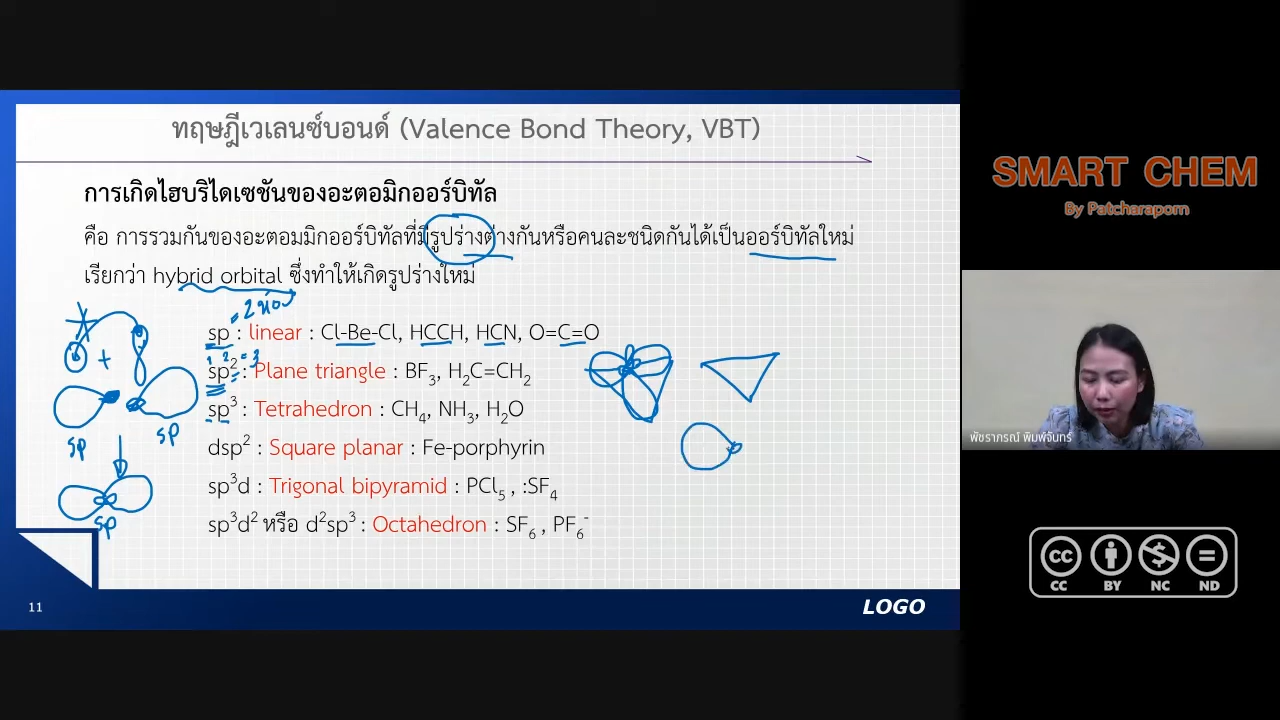 ทฤษฎีเวเลนซ์บอนด์ (Valence Bond Theory, VBT)
การเกิดไฮบริไดเซชันของอะตอมิกออร์บิทัล
คือ การรวมกันของอะตอมมิกออร์บิทัลที่มีรูปร่างต่างกันหรือคนละชนิดกันได้เป็นออร์บิทัลใหม่
เรียกว่า hybrid orbital ซึ่งทำให้เกิดรูปร่างใหม่
sp : linear : Cl-Be-Cl, HCCH, HCN, O=C=O
sp² : Plane triangle : BF₃, H₂C=CH₂
sp³ : Tetrahedron : CH₄, NH₃, H₂O
dsp² : Square planar : Fe-porphyrin
sp³d : Trigonal bipyramid : PCl₅ , :SF₄
sp³d² หรือ d²sp³ : Octahedron : SF₆ , PF₆⁻
1 2 = 3
+
sp sp
sp
11
LOGO
SMART CHEM
By Patcharaporn
พัชราภรณ์ พิมพ์จันทร์
CC BY NC ND